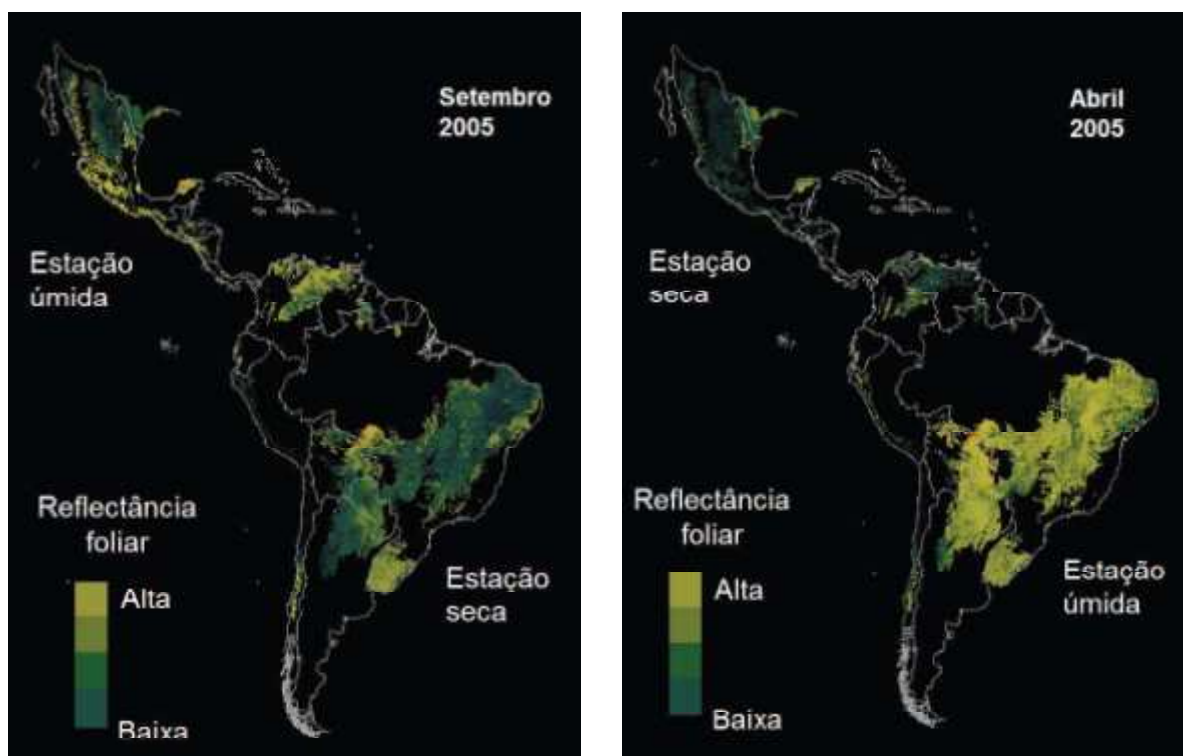 Setembro
2005
Estação
úmida
Reflectância
foliar
Alta
Baixa
Estação
seca
Abril
2005
Estação
seca
Reflectância
foliar
Alta
Baixa
Estação
úmida